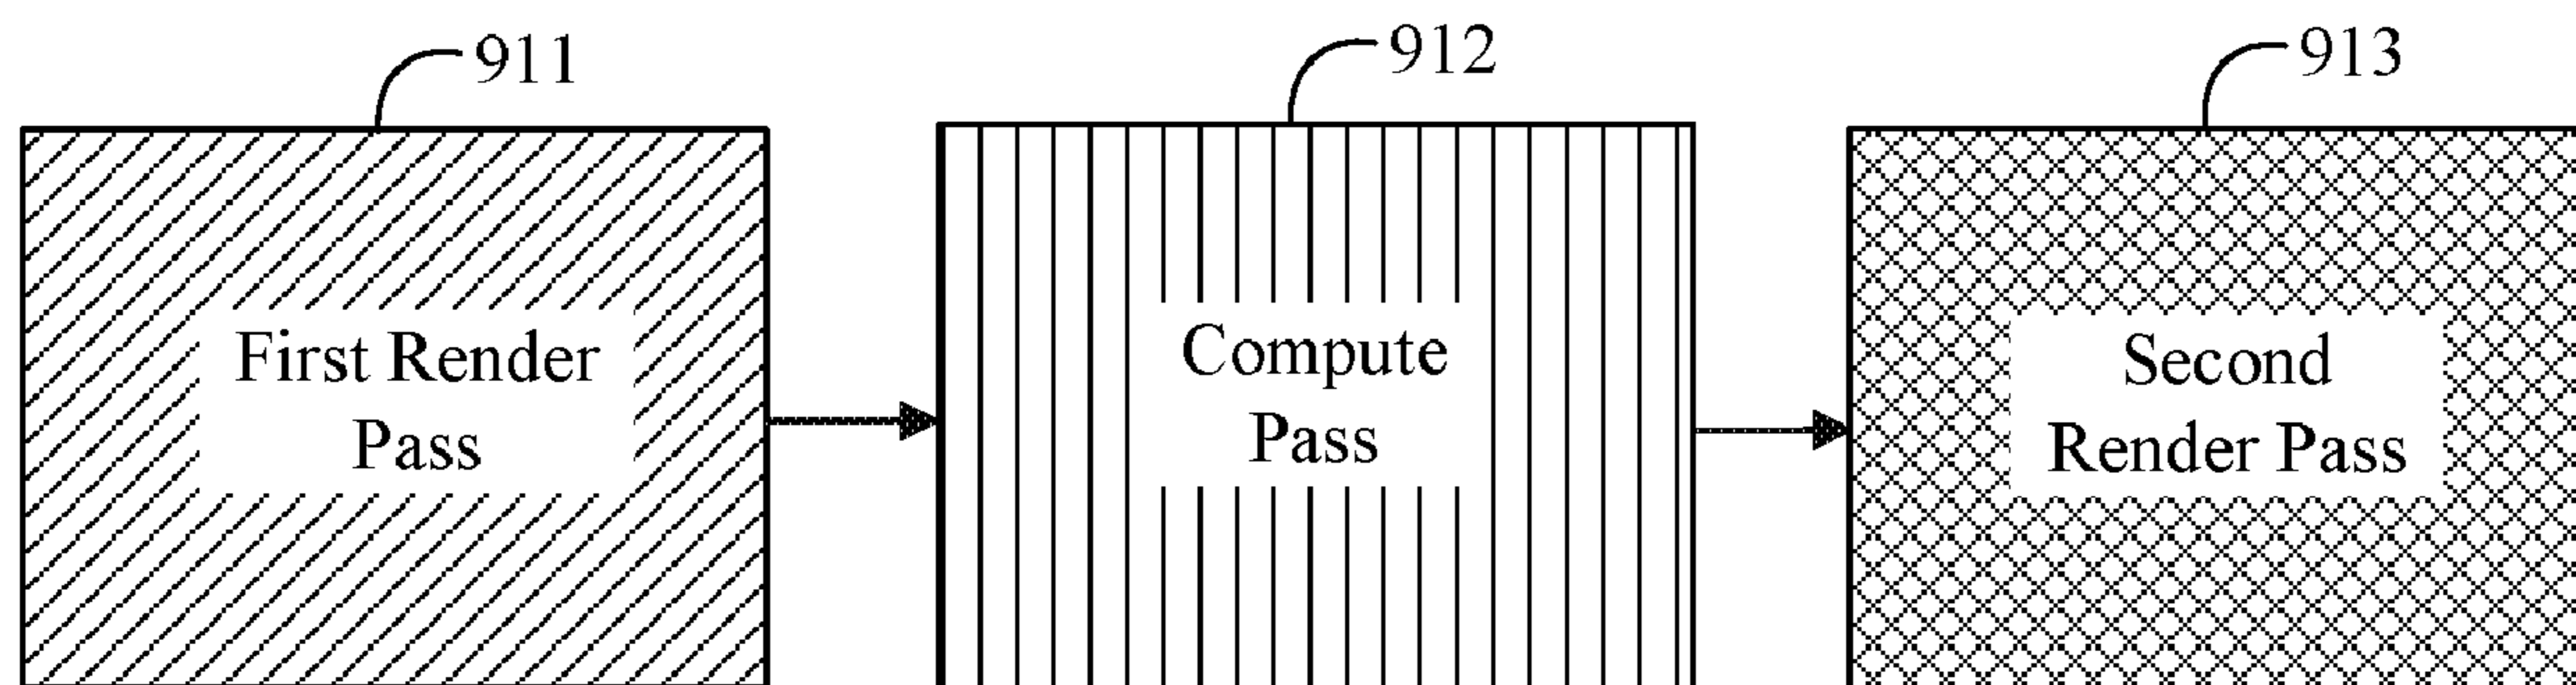 911
912
913
First Render
Pass
Compute
Pass
Second
Render Pass